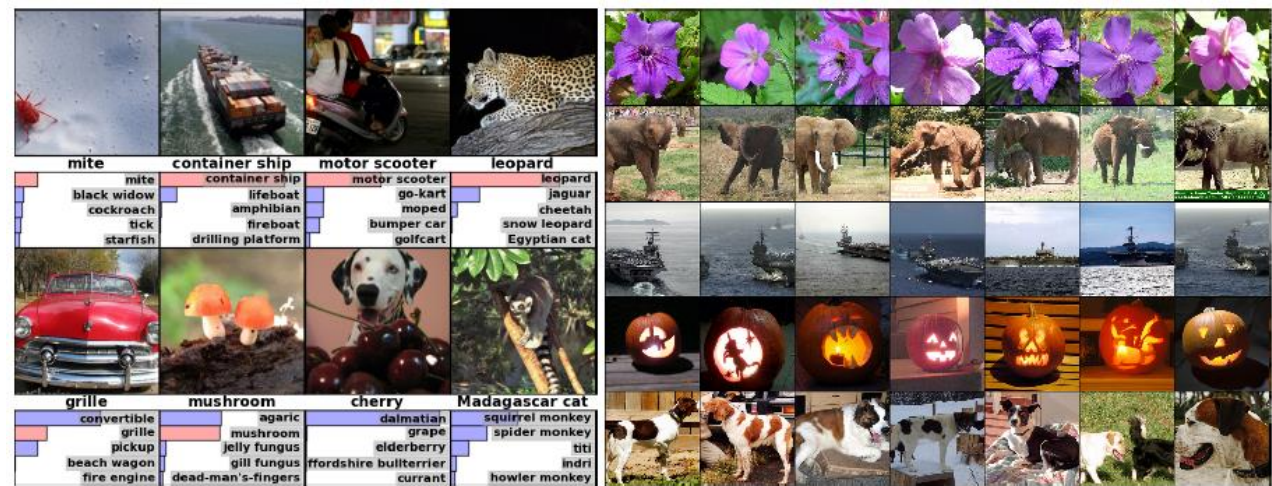 mite
container ship
motor scooter
leopard
mite
black widow
cockroach
tick
starfish
container ship
lifeboat
amphibian
fireboat
drilling platform
motor scooter
go-kart
moped
bumper car
golfcart
leopard
jaguar
cheetah
snow leopard
Egyptian cat
grille
mushroom
cherry
Madagascar cat
convertible
grille
pickup
beach wagon
fire engine
agaric
mushroom
jelly fungus
gill fungus
dead-man's-fingers
dalmatian
grape
elderberry
ffordshire bullterrier
currant
squirrel monkey
spider monkey
titi
indri
howler monkey